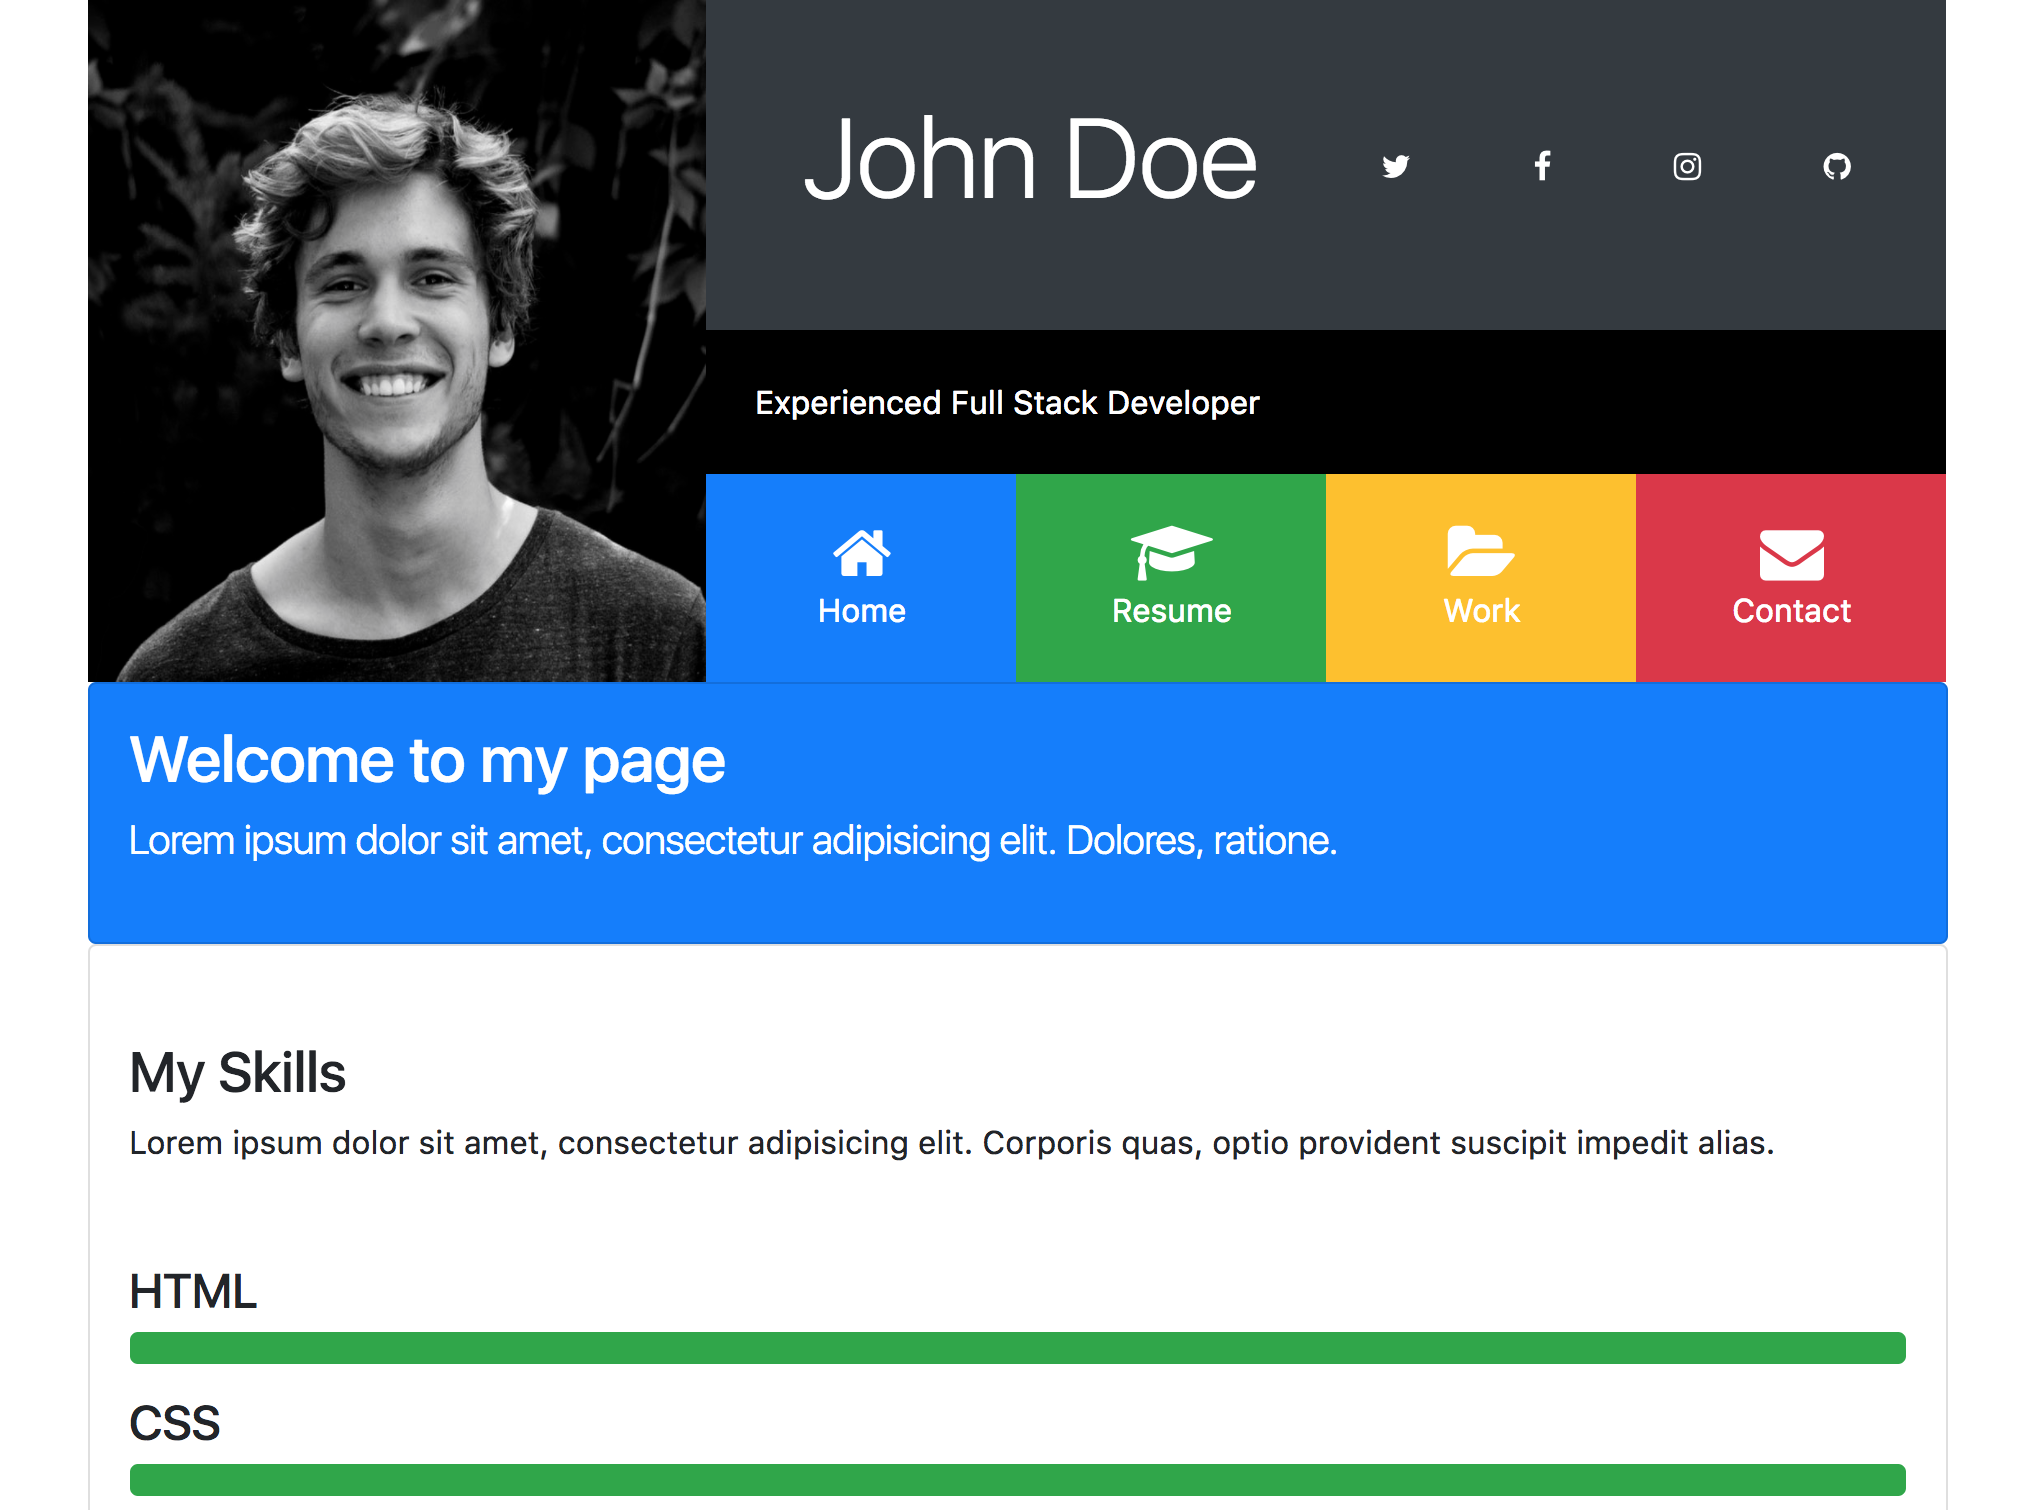 John Doe
Experienced Full Stack Developer
Home
Resume
Work
Contact
Welcome to my page
Lorem ipsum dolor sit amet, consectetur adipisicing elit. Dolores, ratione.
My Skills
Lorem ipsum dolor sit amet, consectetur adipisicing elit. Corporis quas, optio provident suscipit impedit alias.
HTML
CSS